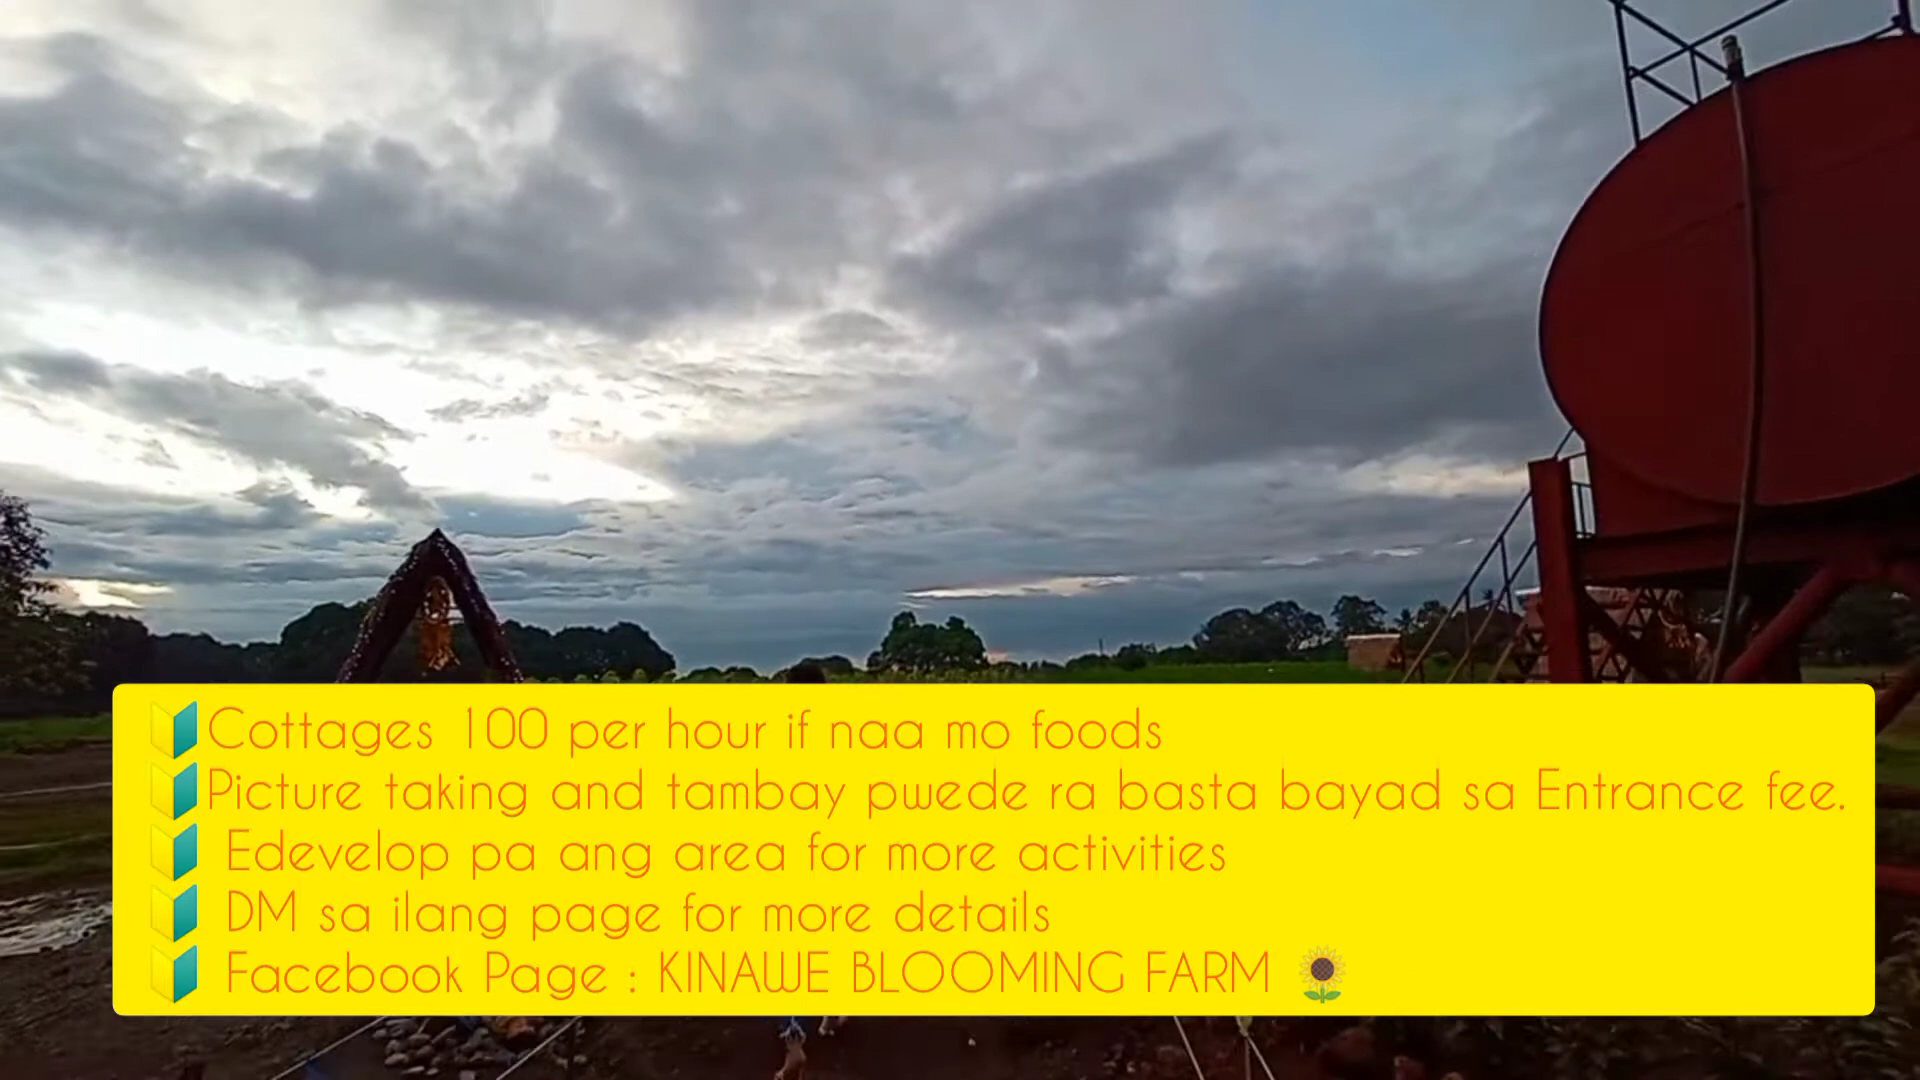 🔰Cottages 100 per hour if naa mo foods
🔰Picture taking and tambay pwede ra basta bayad sa Entrance fee.
🔰 Edevelop pa ang area for more activities
🔰 DM sa ilang page for more details
🔰 Facebook Page : KINAWE BLOOMING FARM 🌻